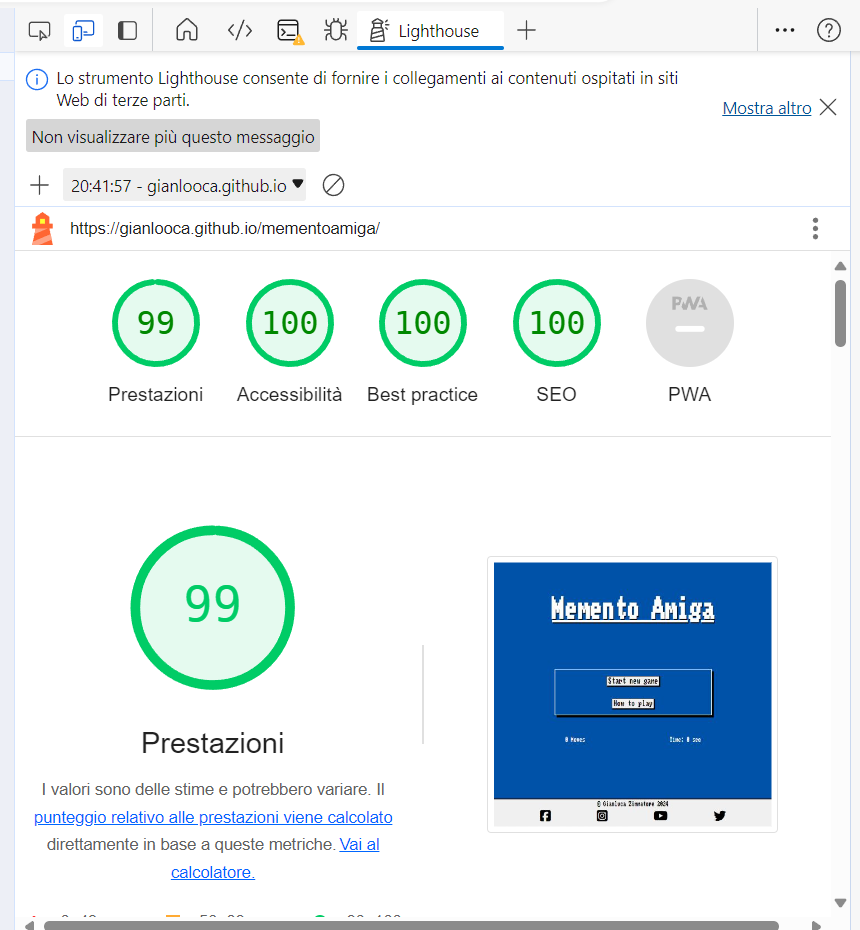 Lighthouse
Lo strumento Lighthouse consente di fornire i collegamenti ai contenuti ospitati in siti
Web di terze parti.
Mostra altro
Non visualizzare più questo messaggio
20:41:57 - gianlooca.github.io
https://gianlooca.github.io/mementoamiga/
99 100 100 100 PWA
Prestazioni Accessibilità Best practice SEO PWA
99
Prestazioni
I valori sono delle stime e potrebbero variare. Il
punteggio relativo alle prestazioni viene calcolato
direttamente in base a queste metriche. Vai al
calcolatore.
Memento Amiga
Start new game
How to play
0 Moves Time: 0 sec